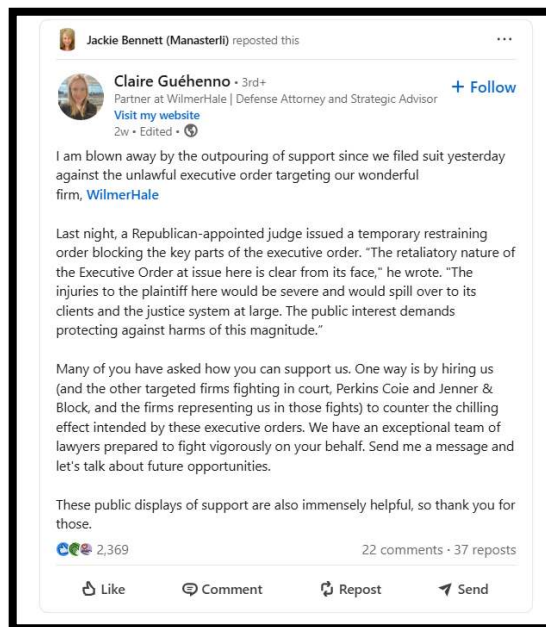 Jackie Bennett (Manasterli) reposted this
Claire Guéhenno • 3rd+
+ Follow
Partner at WilmerHale | Defense Attorney and Strategic Advisor
Visit my website
2w • Edited •
I am blown away by the outpouring of support since we filed suit yesterday
against the unlawful executive order targeting our wonderful
firm, WilmerHale
Last night, a Republican-appointed judge issued a temporary restraining
order blocking the key parts of the executive order. "The retaliatory nature of
the Executive Order at issue here is clear from its face," he wrote. "The
injuries to the plaintiff here would be severe and would spill over to its
clients and the justice system at large. The public interest demands
protecting against harms of this magnitude."
Many of you have asked how you can support us. One way is by hiring us
(and the other targeted firms fighting in court, Perkins Coie and Jenner &
Block, and the firms representing us in those fights) to counter the chilling
effect intended by these executive orders. We have an exceptional team of
lawyers prepared to fight vigorously on your behalf. Send me a message and
let's talk about future opportunities.
These public displays of support are also immensely helpful, so thank you for
those.
2,369
22 comments • 37 reposts
Like
Comment
Repost
Send